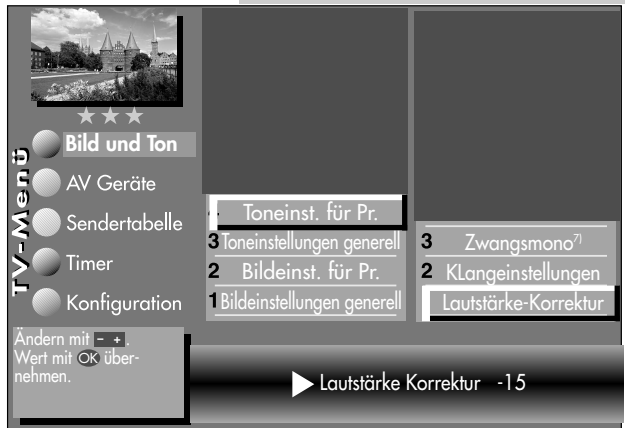 TV-Menü
Bild und Ton
AV Geräte
Sendertabelle
Timer
Konfiguration
Toneinst. für Pr.
3 Toneinstellungen generell
2 Bildeinst. für Pr.
1 Bildeinstellungen generell
3 Zwangsmono7)
2 KLangeinstellungen
Lautstärke-Korrektur
Ändern mit - + .
Wert mit OK über-
nehmen.
Lautstärke Korrektur -15